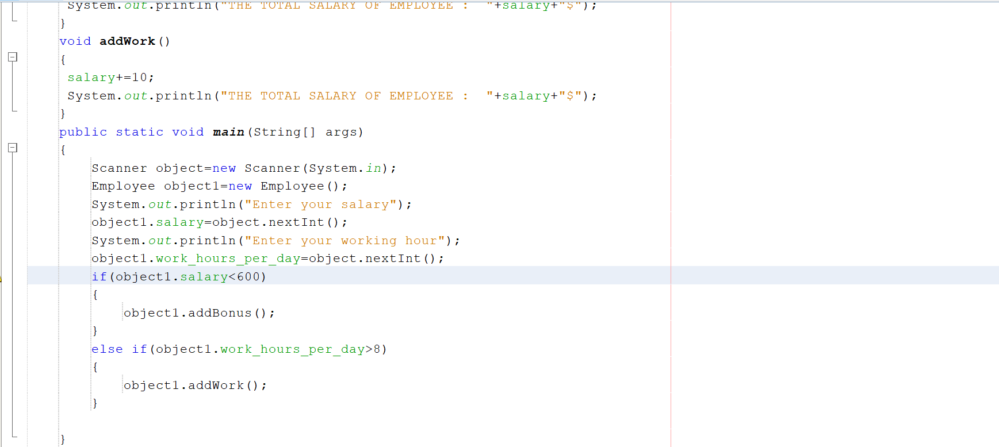 System.out.println("THE TOTAL SALARY OF EMPLOYEE :  "+salary+"$");
}
void addWork()
{
salary+=10;
System.out.println("THE TOTAL SALARY OF EMPLOYEE :  "+salary+"$");
}
public static void main(String[] args)
{
Scanner object=new Scanner(System.in);
Employee object1=new Employee();
System.out.println("Enter your salary");
object1.salary=object.nextInt();
System.out.println("Enter your working hour");
object1.work_hours_per_day=object.nextInt();
if(object1.salary<600)
{
object1.addBonus();
}
else if(object1.work_hours_per_day>8)
{
object1.addWork();
}
}